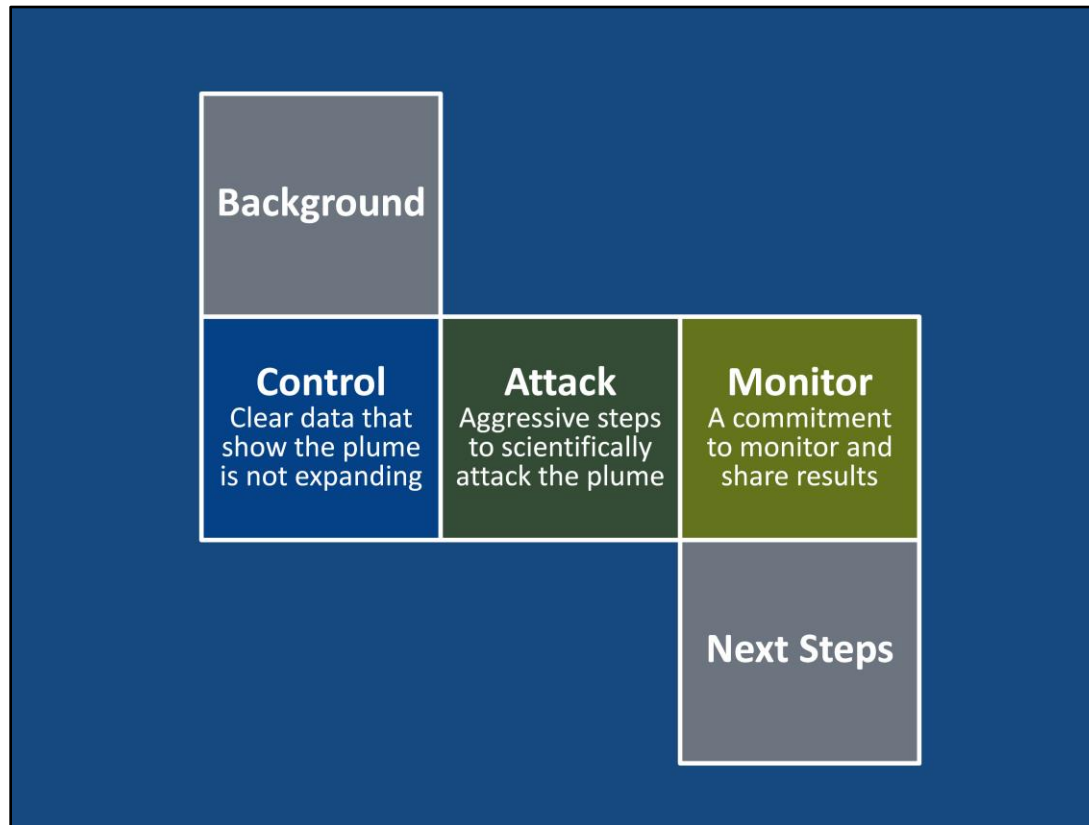 Background
Control
Clear data that
show the plume
is not expanding
Attack
Aggressive steps
to scientifically
attack the plume
Monitor
A commitment
to monitor and
share results
Next Steps